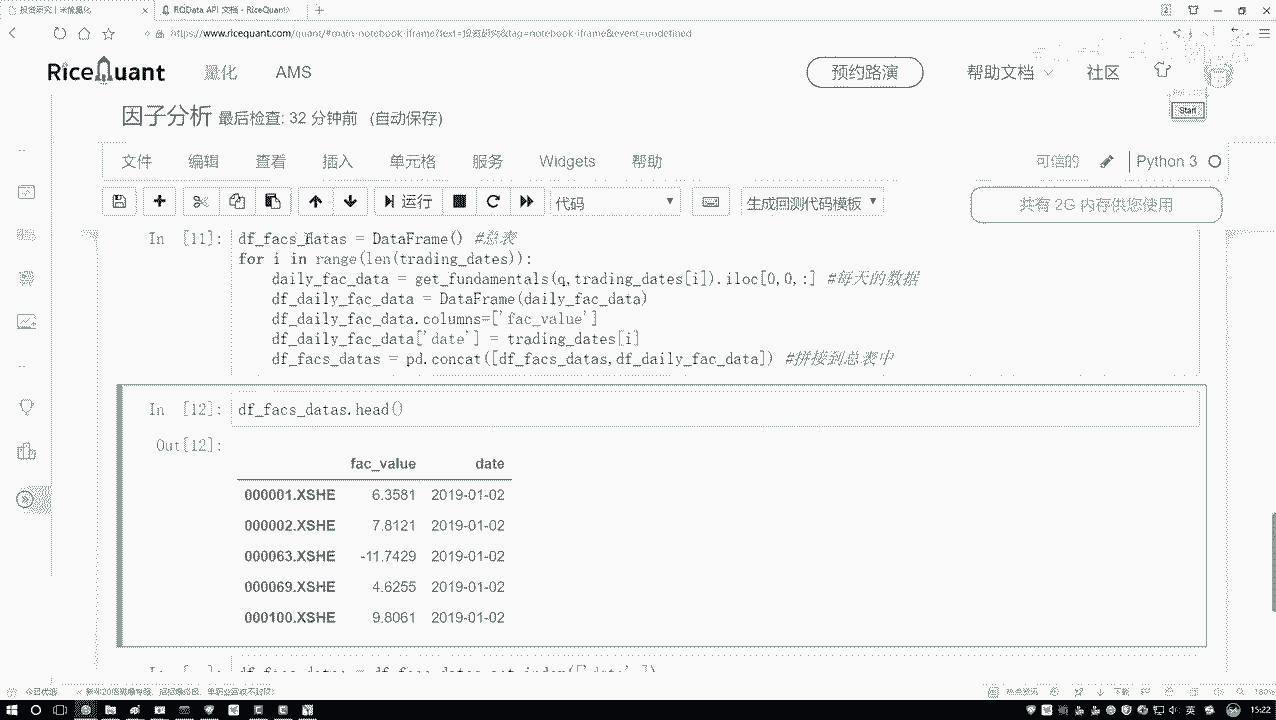 投资研究 | 米筐量化
RQData API 文档 - RiceQuant
https://www.ricequant.com/quant/#main-notebook-iframe?text=投资研究&tag=notebook-iframe&event=undefined
RiceQuant 量化 AMS 预约路演 帮助文档 社区
Start
因子分析 最后检查: 32 分钟前 (自动保存)
文件 编辑 查看 插入 单元格 服务 Widgets 帮助 可信的 Python 3
运行 代码 生成回测代码模板 共有 2G 内存供您使用
In [11]: df_facs_datas = DataFrame() #总表
for i in range(len(trading_dates)):
daily_fac_data = get_fundamentals(q,trading_dates[i]).iloc[0,0,:] #每天的数据
df_daily_fac_data = DataFrame(daily_fac_data)
df_daily_fac_data.columns=['fac_value']
df_daily_fac_data['date'] = trading_dates[i]
df_facs_datas = pd.concat([df_facs_datas,df_daily_fac_data]) #拼接到总表中
In [12]: df_facs_datas.head()
Out[12]:
fac_value date
000001.XSHE 6.3581 2019-01-02
000002.XSHE 7.8121 2019-01-02
000063.XSHE -11.7429 2019-01-02
000069.XSHE 4.6255 2019-01-02
000100.XSHE 9.8061 2019-01-02
今日优选
下载 180%
英 15:22